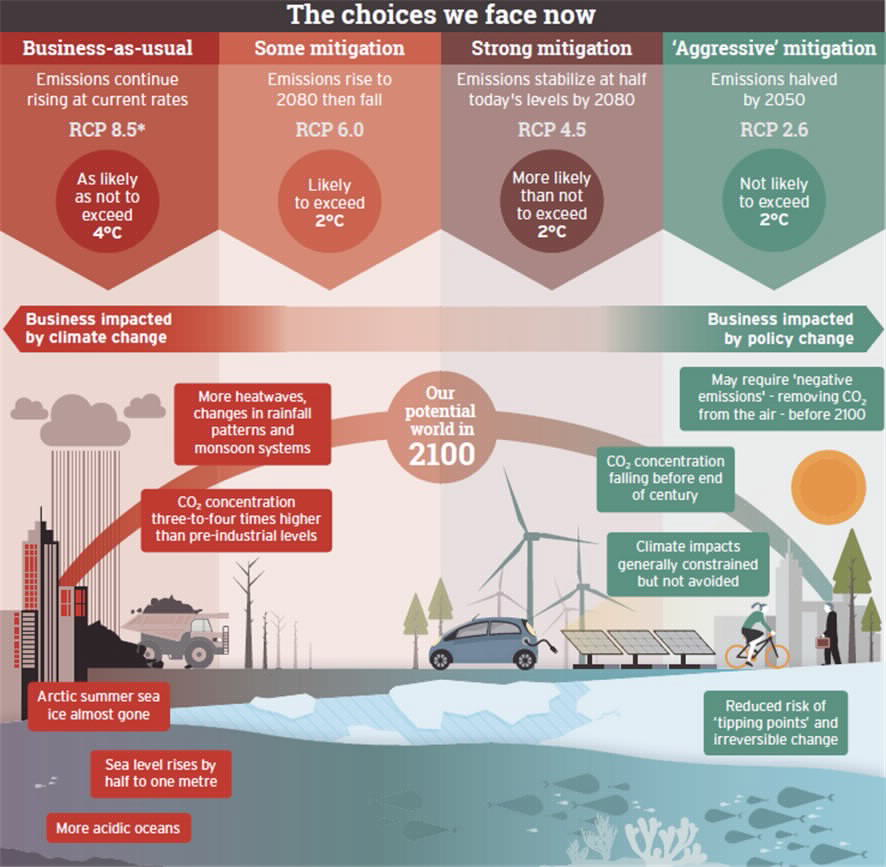 The choices we face now
Business-as-usual
Emissions continue
rising at current rates
RCP 8.5*
As likely
as not to
exceed
4°C
Some mitigation
Emissions rise to
2080 then fall
RCP 6.0
Likely
to exceed
2°C
Strong mitigation
Emissions stabilize at half
today's levels by 2080
RCP 4.5
More likely
than not
to exceed
2°C
‘Aggressive’ mitigation
Emissions halved
by 2050
RCP 2.6
Not likely
to exceed
2°C
Business impacted
by climate change
Business impacted
by policy change
More heatwaves,
changes in rainfall
patterns and
monsoon systems
Our
potential
world in
2100
May require 'negative
emissions' - removing CO₂
from the air - before 2100
CO₂ concentration
three-to-four times higher
than pre-industrial levels
CO₂ concentration
falling before end
of century
Climate impacts
generally constrained
but not avoided
Arctic summer sea
ice almost gone
Reduced risk of
‘tipping points’ and
irreversible change
Sea level rises by
half to one metre
More acidic oceans